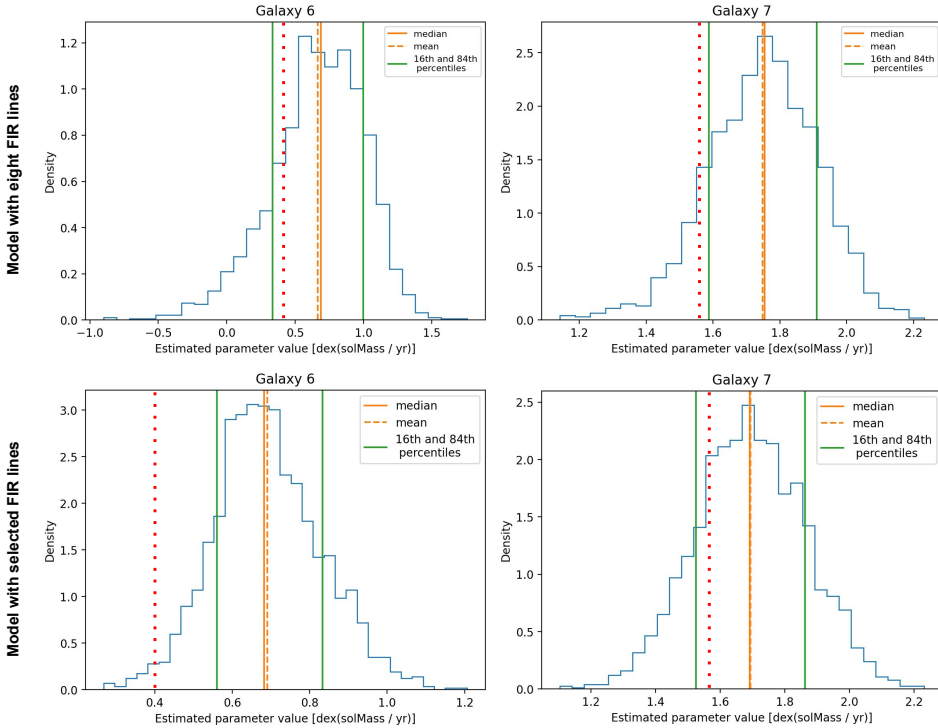 Model with eight FIR lines
Galaxy 6
median
mean
16th and 84th
percentiles
Density
0.0
0.2
0.4
0.6
0.8
1.0
1.2
−1.0
−0.5
0.0
0.5
1.0
1.5
Estimated parameter value [dex(solMass / yr)]
Galaxy 7
median
mean
16th and 84th
percentiles
Density
0.0
0.5
1.0
1.5
2.0
2.5
1.2
1.4
1.6
1.8
2.0
2.2
Estimated parameter value [dex(solMass / yr)]
Model with selected FIR lines
Galaxy 6
median
mean
16th and 84th
percentiles
Density
0.0
0.5
1.0
1.5
2.0
2.5
3.0
0.4
0.6
0.8
1.0
1.2
Estimated parameter value [dex(solMass / yr)]
Galaxy 7
median
mean
16th and 84th
percentiles
Density
0.0
0.5
1.0
1.5
2.0
2.5
1.2
1.4
1.6
1.8
2.0
2.2
Estimated parameter value [dex(solMass / yr)]